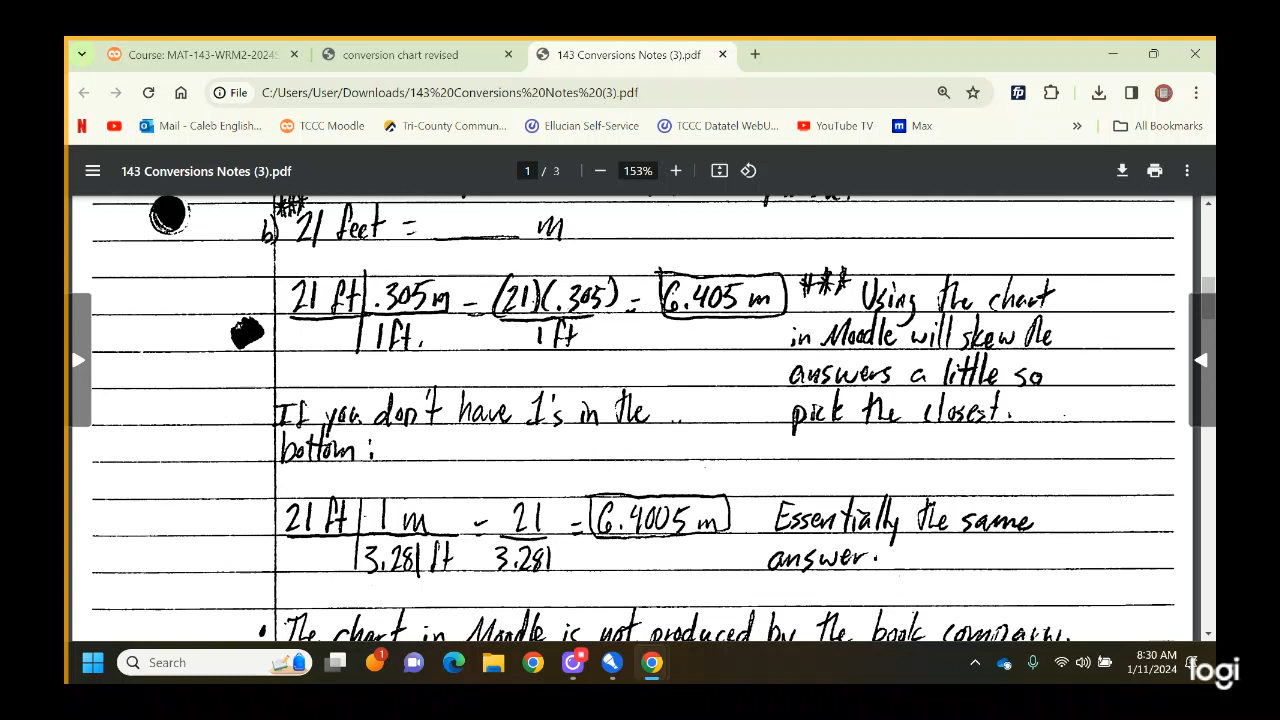 Course: MAT-143-WRM2-2024S
conversion chart revised
143 Conversions Notes (3).pdf
File
C:/Users/User/Downloads/143%20Conversions%20Notes%20(3).pdf
Mail - Caleb English...
TCCC Moodle
Tri-County Commun...
Ellucian Self-Service
TCCC Datatel WebU...
YouTube TV
Max
»
All Bookmarks
143 Conversions Notes (3).pdf
1 / 3
153%
***
b) 21 feet = ______ m
21 ft | .305m = (21)(.305) = 6.405 m *** Using the chart
1 ft. 1 ft in Moodle will skew the
answers a little so
If you don't have 1's in the .. pick the closest.
bottom:
21 ft | 1 m = 21 = 6.4005 m Essentially the same
3.281 ft 3.281 answer.
• The chart in Moodle is not produced by the book company.
Search
1
8:30 AM
1/11/2024
logi